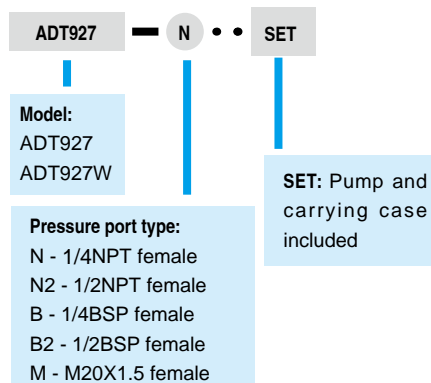 ADT927 — N • • SET
Model:
ADT927
ADT927W
Pressure port type:
N - 1/4NPT female
N2 - 1/2NPT female
B - 1/4BSP female
B2 - 1/2BSP female
M - M20X1.5 female
SET: Pump and
carrying case
included